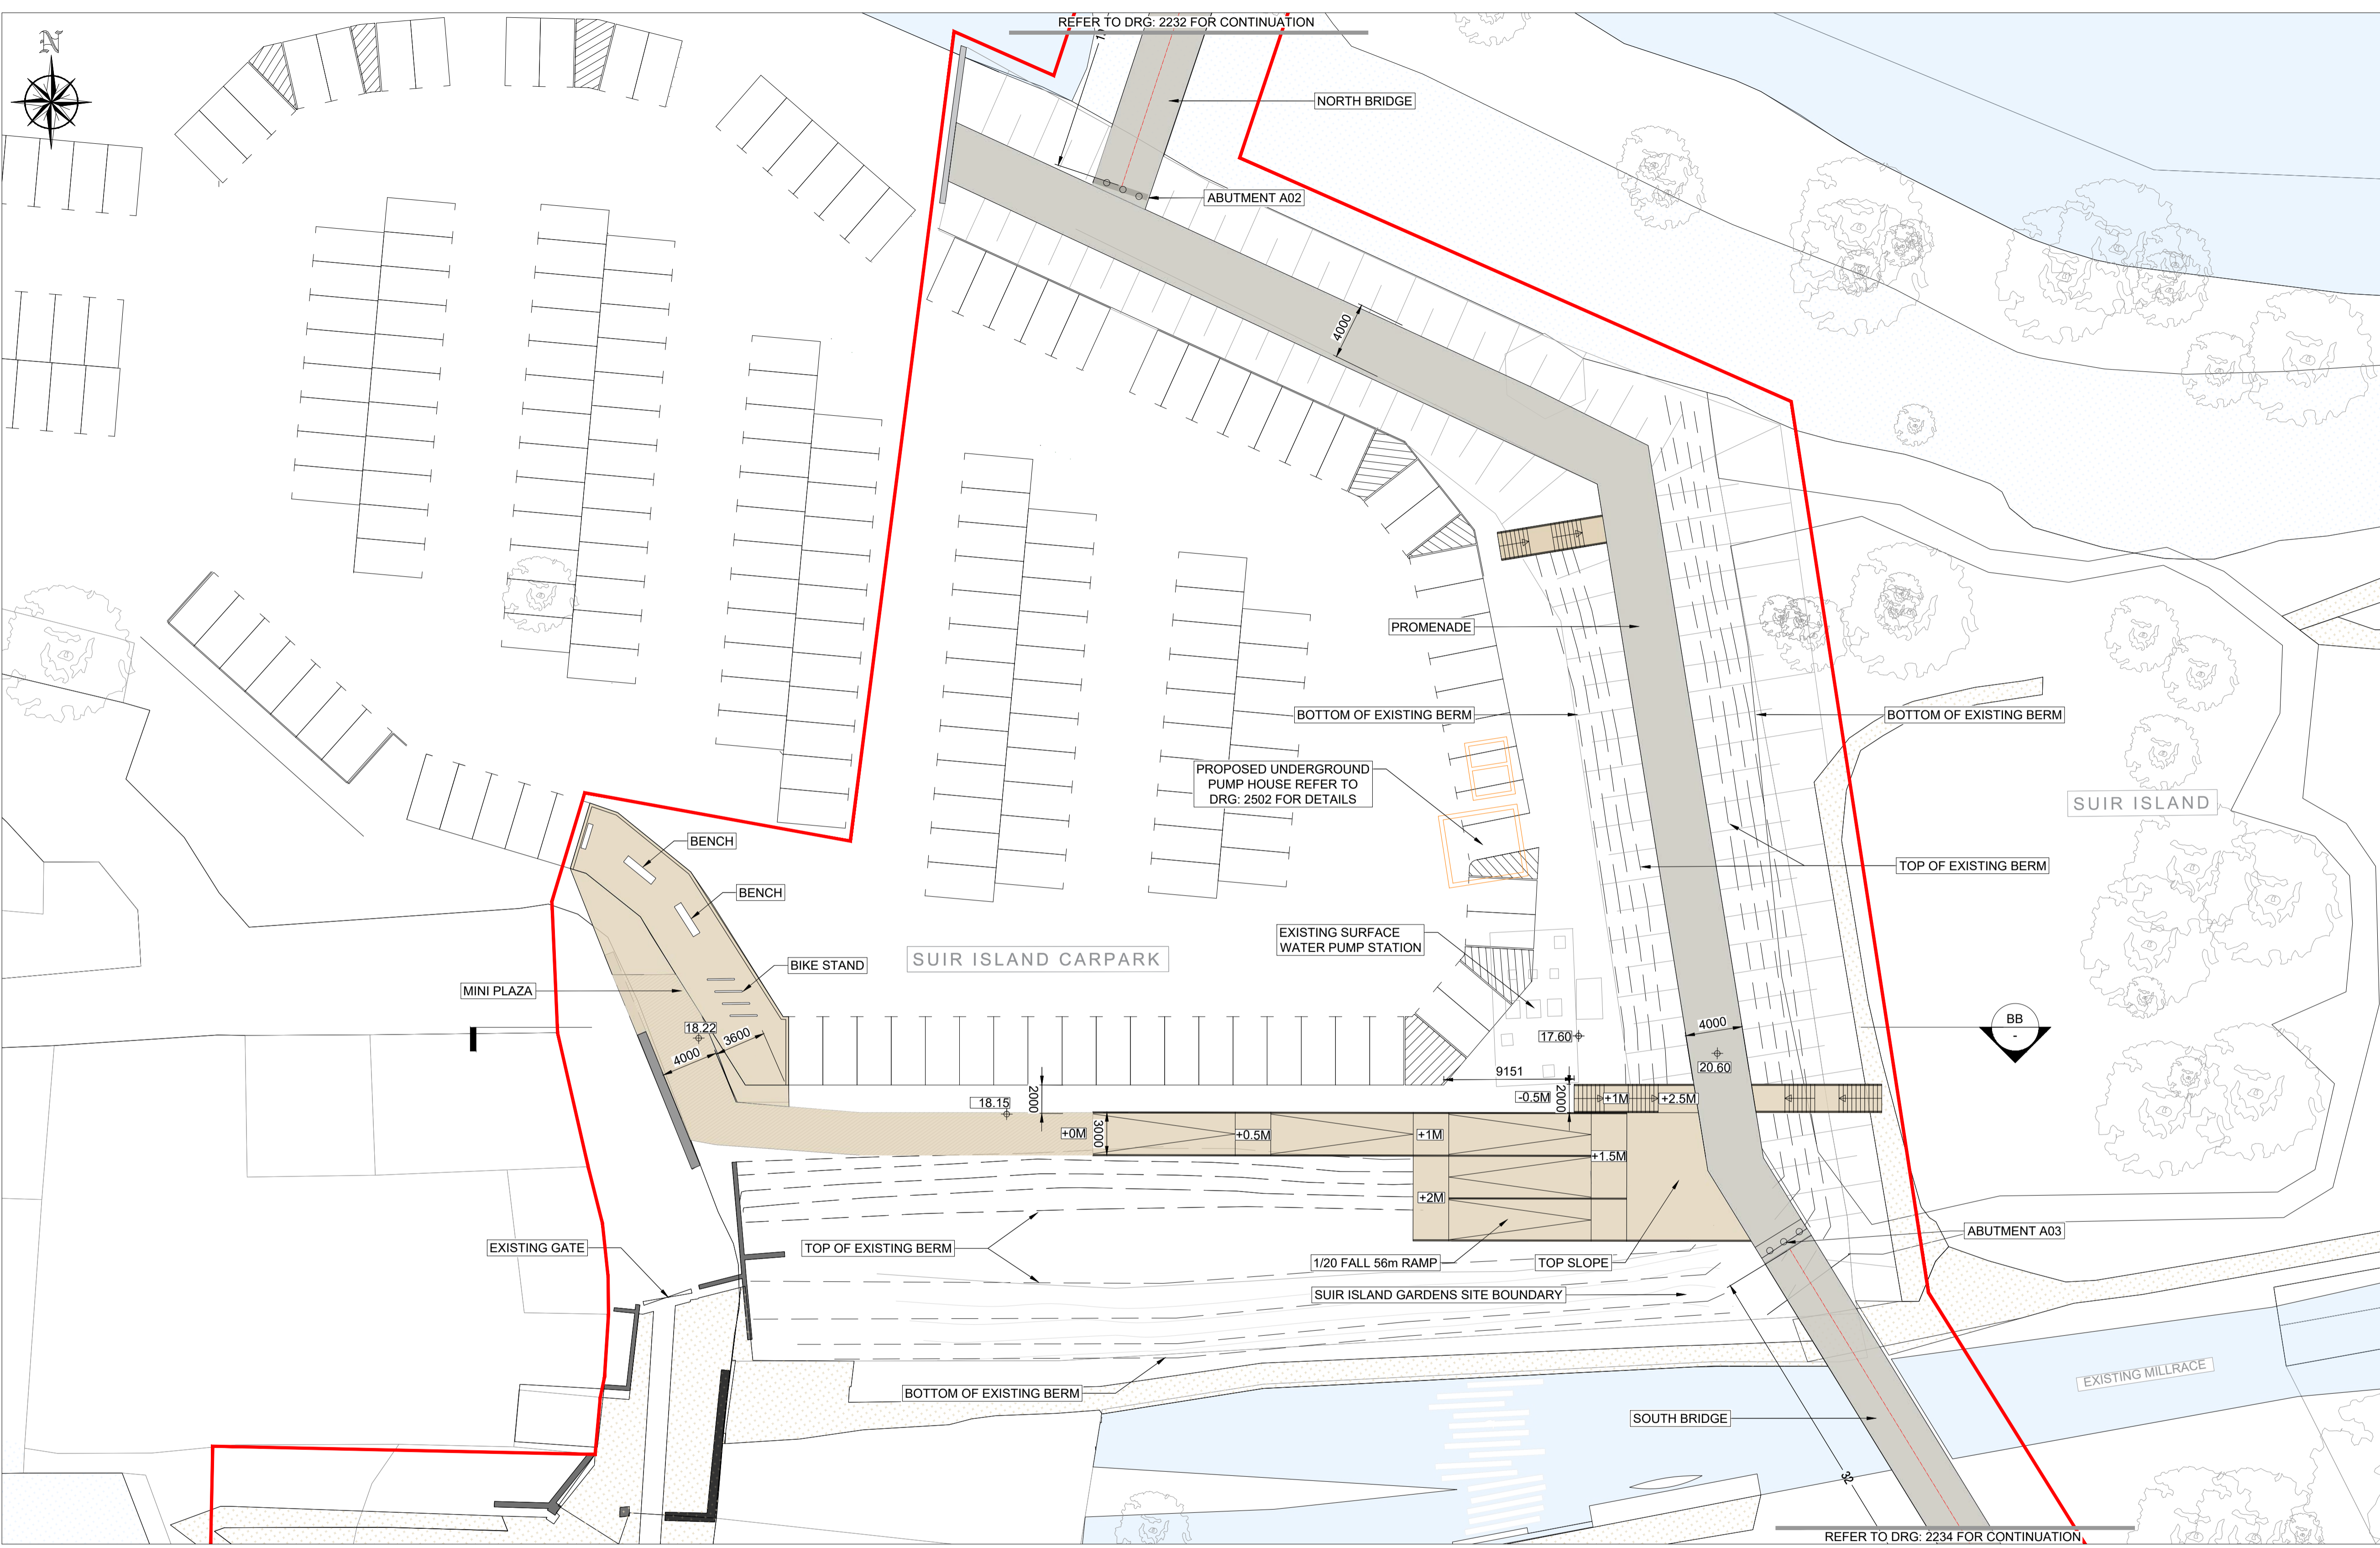 REFER TO DRG: 2232 FOR CONTINUATION
N
NORTH BRIDGE
ABUTMENT A02
4000
PROMENADE
BOTTOM OF EXISTING BERM
BOTTOM OF EXISTING BERM
PROPOSED UNDERGROUND
PUMP HOUSE REFER TO
DRG: 2502 FOR DETAILS
SUIR ISLAND
BENCH
TOP OF EXISTING BERM
BENCH
EXISTING SURFACE
WATER PUMP STATION
SUIR ISLAND CARPARK
BIKE STAND
MINI PLAZA
18.22
3600
4000
17.60
4000
BB
-
20.60
9151
2000
18.15
-0.5M
2000
+1M
+2.5M
+0M
3000
+0.5M
+1M
+1.5M
+2M
EXISTING GATE
TOP OF EXISTING BERM
1/20 FALL 56m RAMP
TOP SLOPE
ABUTMENT A03
SUIR ISLAND GARDENS SITE BOUNDARY
BOTTOM OF EXISTING BERM
EXISTING MILLRACE
SOUTH BRIDGE
32
REFER TO DRG: 2234 FOR CONTINUATION